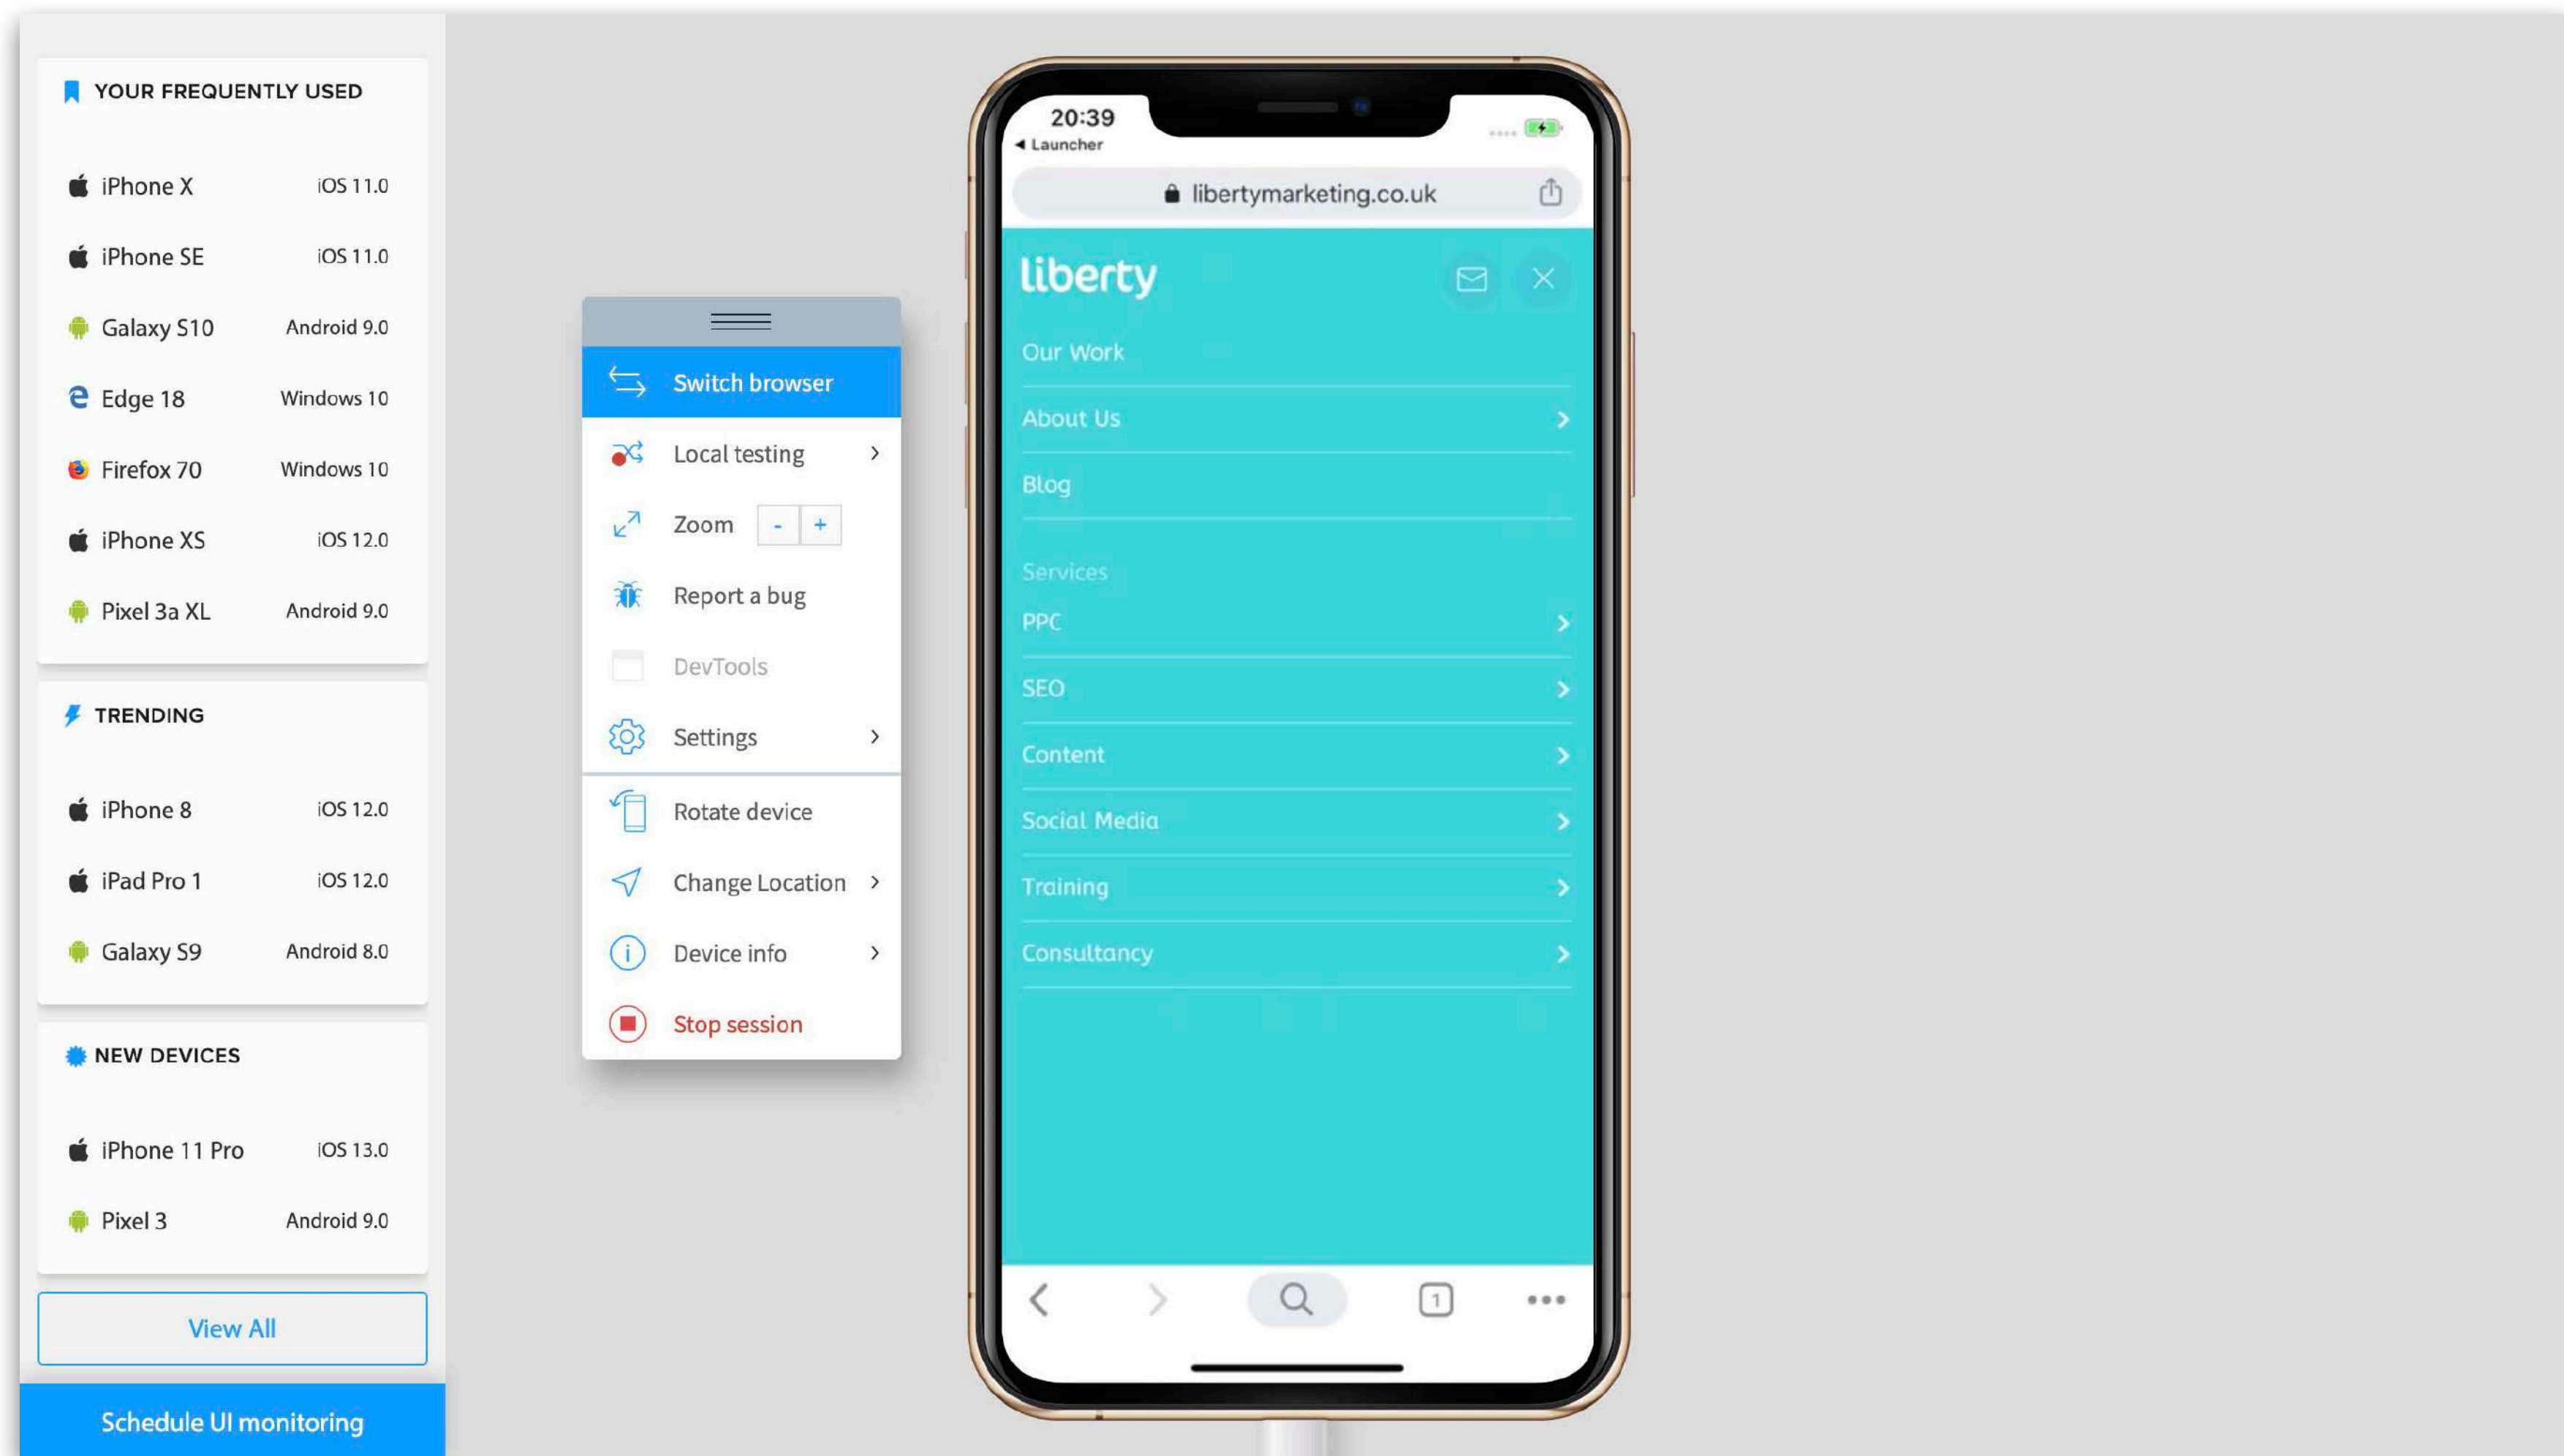 YOUR FREQUENTLY USED
iPhone X iOS 11.0
iPhone SE iOS 11.0
Galaxy S10 Android 9.0
Edge 18 Windows 10
Firefox 70 Windows 10
iPhone XS iOS 12.0
Pixel 3a XL Android 9.0
TRENDING
iPhone 8 iOS 12.0
iPad Pro 1 iOS 12.0
Galaxy S9 Android 8.0
NEW DEVICES
iPhone 11 Pro iOS 13.0
Pixel 3 Android 9.0
View All
Schedule UI monitoring
Switch browser
Local testing
Zoom - +
Report a bug
DevTools
Settings
Rotate device
Change Location
Device info
Stop session
20:39
Launcher
libertymarketing.co.uk
liberty
Our Work
About Us
Blog
Services
PPC
SEO
Content
Social Media
Training
Consultancy
1